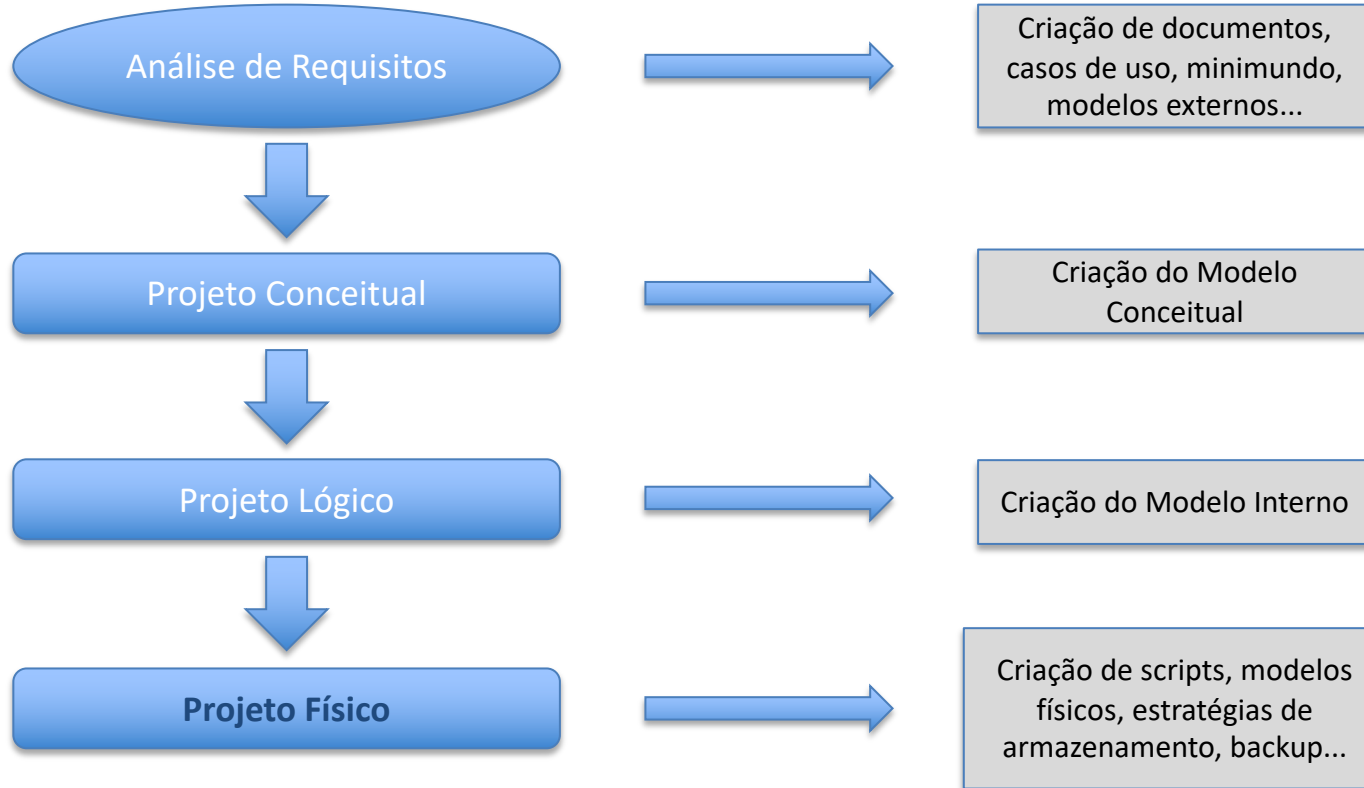 Análise de Requisitos
Criação de documentos,
casos de uso, minimundo,
modelos externos...
Projeto Conceitual
Criação do Modelo
Conceitual
Projeto Lógico
Criação do Modelo Interno
Projeto Físico
Criação de scripts, modelos
físicos, estratégias de
armazenamento, backup...